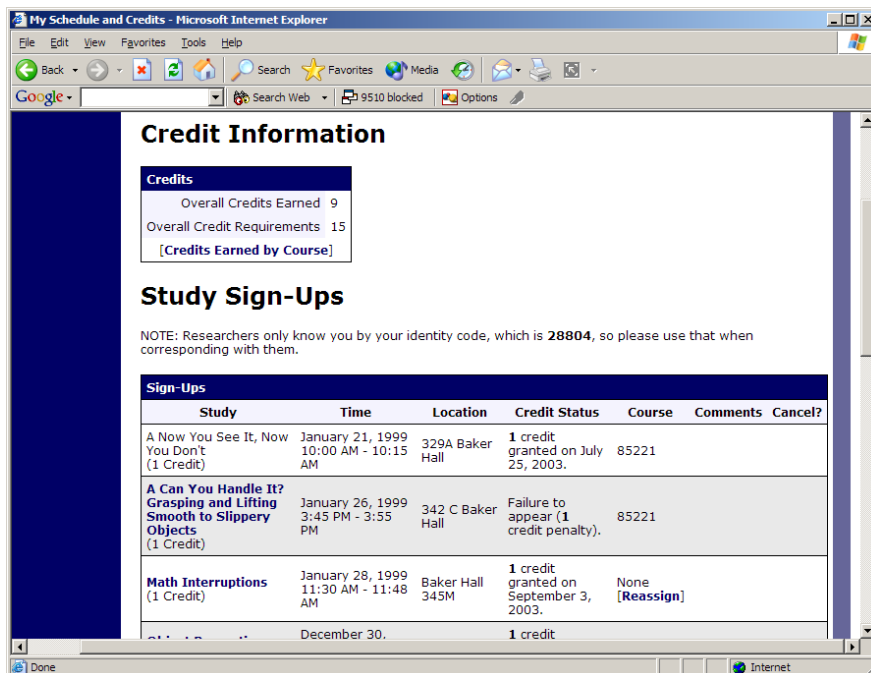 My Schedule and Credits - Microsoft Internet Explorer
File Edit View Favorites Tools Help
Back Search Favorites Media
Google Search Web 9510 blocked Options
Credit Information
Credits
Overall Credits Earned 9
Overall Credit Requirements 15
[Credits Earned by Course]
Study Sign-Ups
NOTE: Researchers only know you by your identity code, which is 28804, so please use that when
corresponding with them.
Sign-Ups
Study Time Location Credit Status Course Comments Cancel?
A Now You See It, Now
You Don't
(1 Credit)
January 21, 1999
10:00 AM - 10:15
AM
329A Baker
Hall
1 credit
granted on July
25, 2003.
85221
A Can You Handle It?
Grasping and Lifting
Smooth to Slippery
Objects
(1 Credit)
January 26, 1999
3:45 PM - 3:55
PM
342 C Baker
Hall
Failure to
appear (1
credit penalty).
85221
Math Interruptions
(1 Credit)
January 28, 1999
11:30 AM - 11:48
AM
Baker Hall
345M
1 credit
granted on
September 3,
2003.
None
[Reassign]
December 30,
1 credit
Done Internet